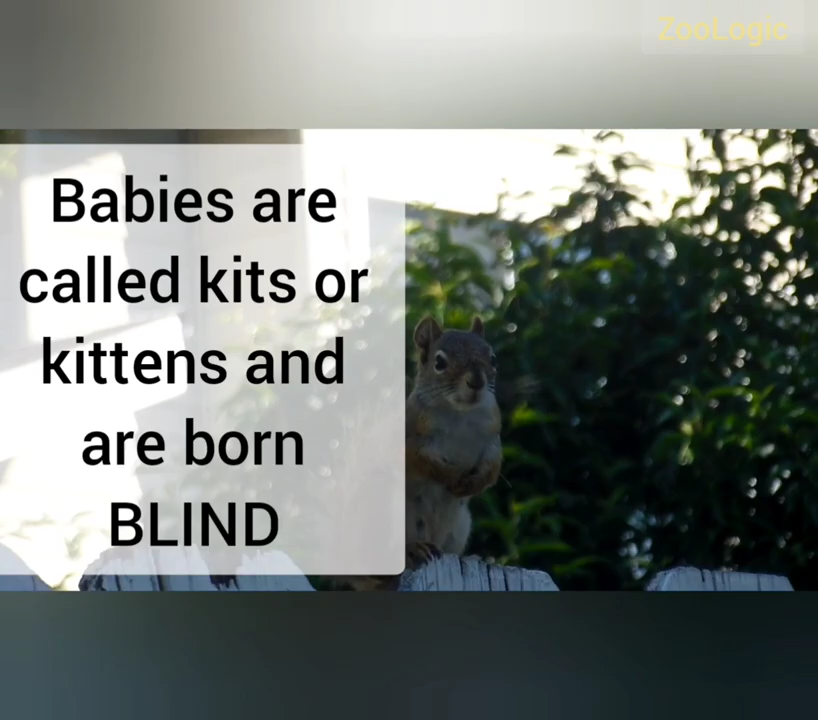 ZooLogic
Babies are
called kits or
kittens and
are born
BLIND